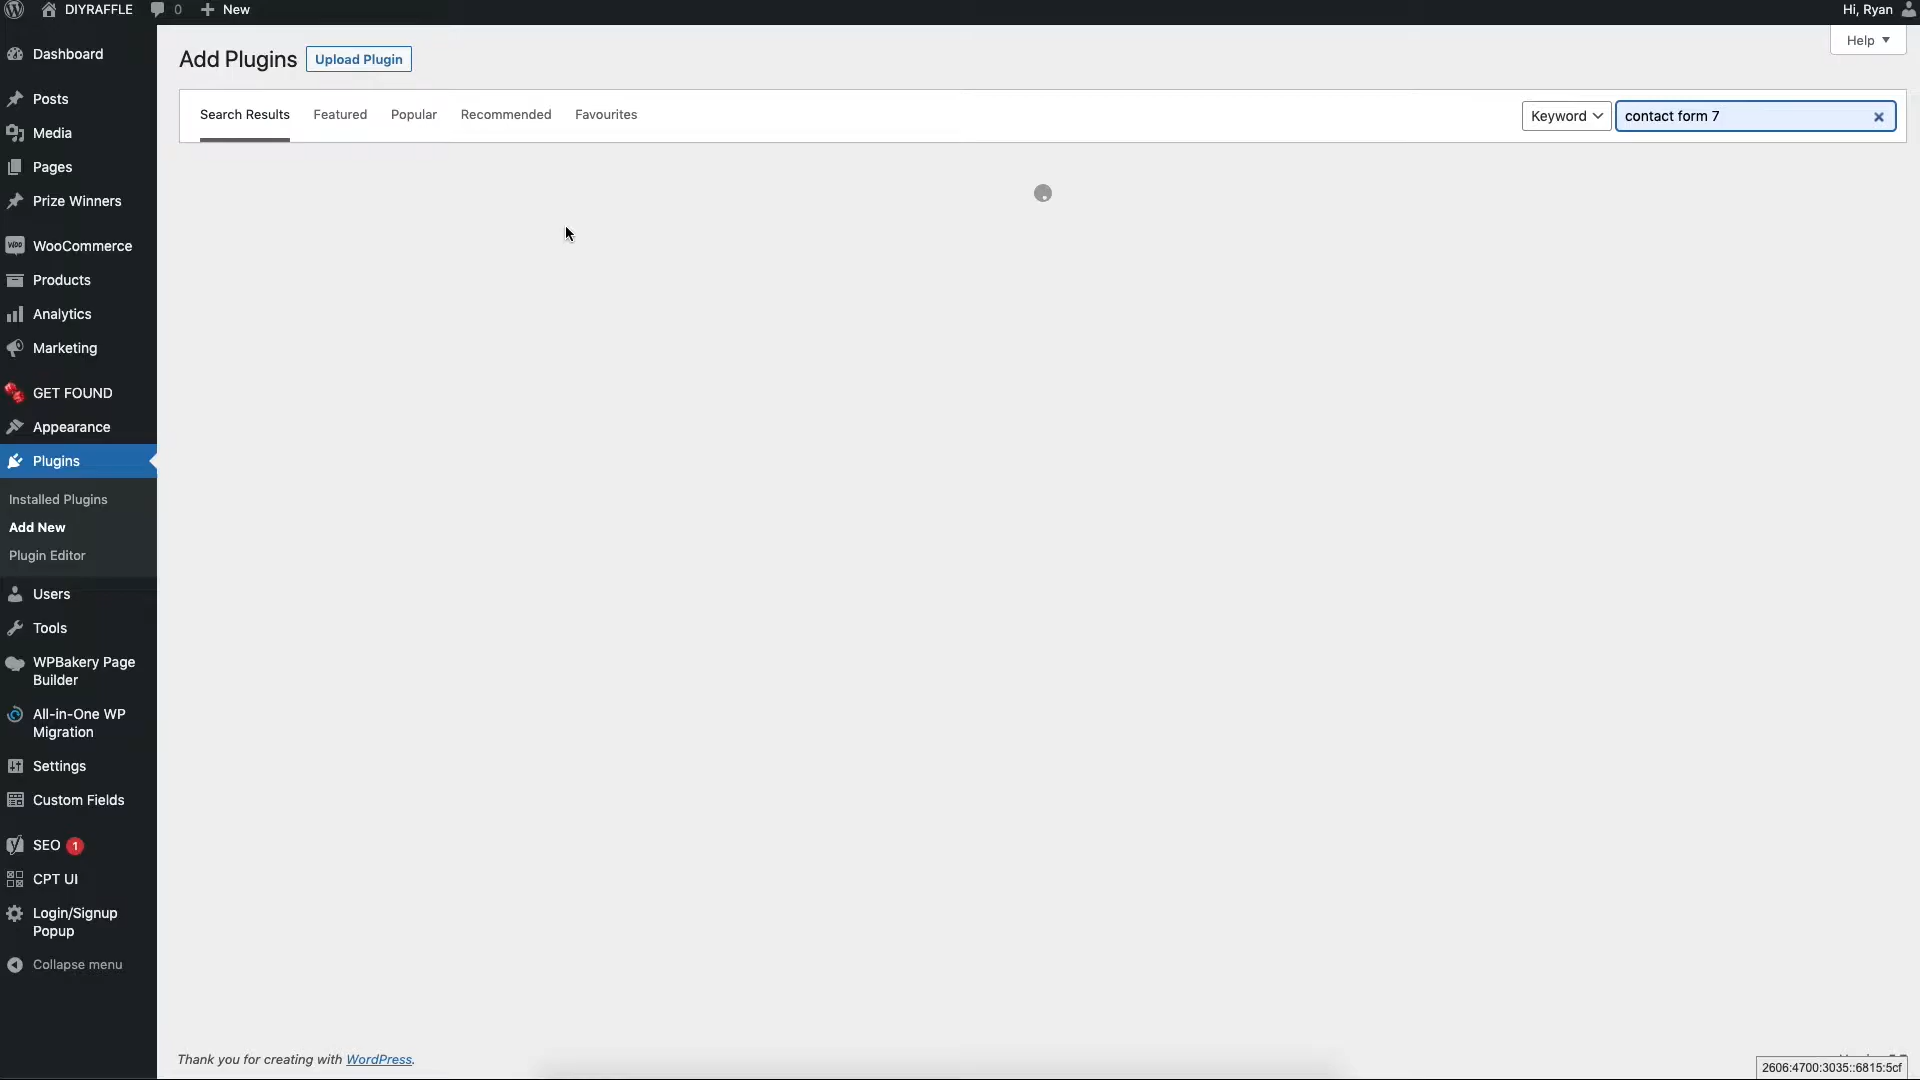 DIYRAFFLE
0
New
Hi, Ryan
Help
Dashboard
Posts
Media
Pages
Prize Winners
WooCommerce
Products
Analytics
Marketing
GET FOUND
Appearance
Plugins
Installed Plugins
Add New
Plugin Editor
Users
Tools
WPBakery Page
Builder
All-in-One WP
Migration
Settings
Custom Fields
SEO 1
CPT UI
Login/Signup
Popup
Collapse menu
Add Plugins
Upload Plugin
Search Results
Featured
Popular
Recommended
Favourites
Keyword
contact form 7
Thank you for creating with WordPress.
2606:4700:3035::6815:5cf